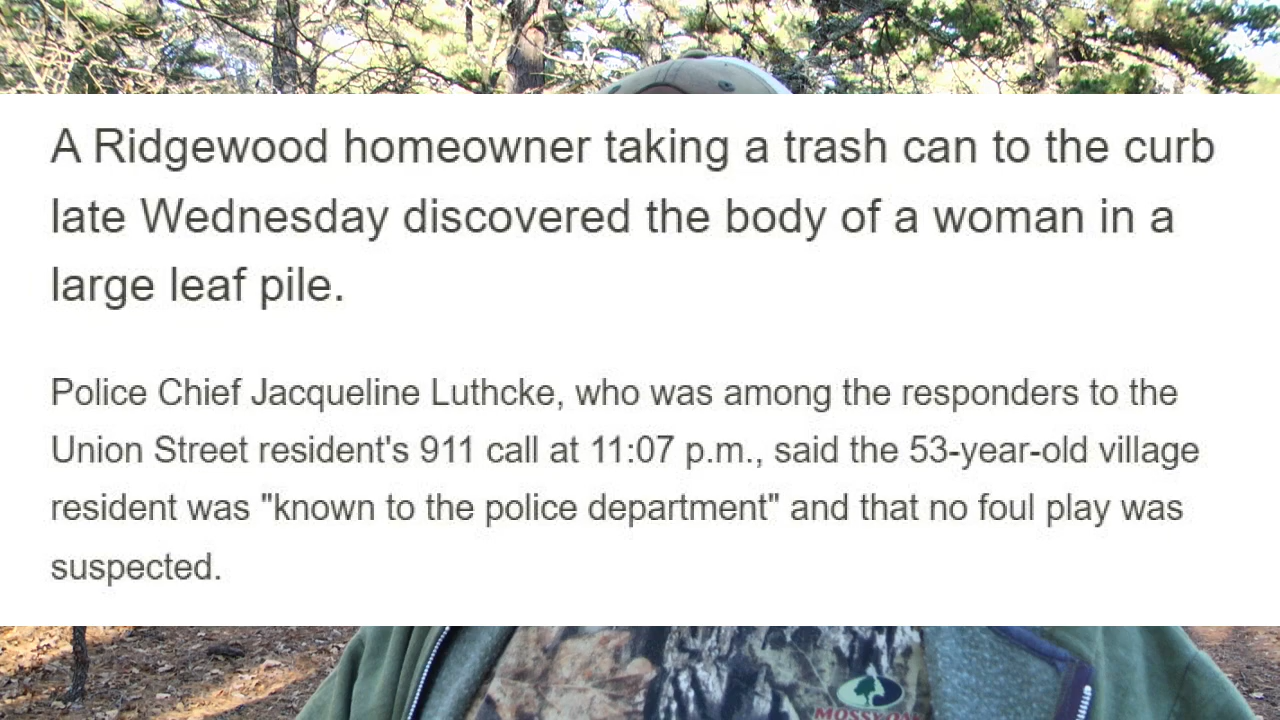 A Ridgewood homeowner taking a trash can to the curb
late Wednesday discovered the body of a woman in a
large leaf pile.
Police Chief Jacqueline Luthcke, who was among the responders to the
Union Street resident's 911 call at 11:07 p.m., said the 53-year-old village
resident was "known to the police department" and that no foul play was
suspected.
MOSSY OAK